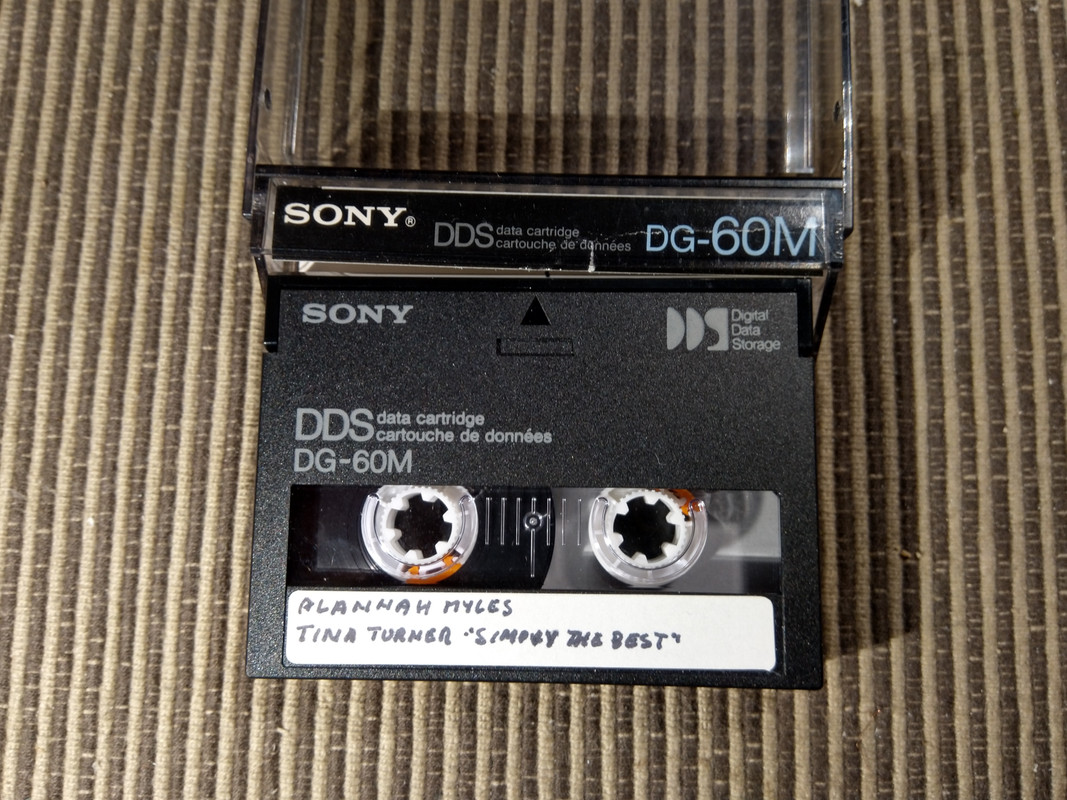 SONY®
DDS data cartridge
cartouche de données
DG-60M
SONY
DDS Digital
Data
Storage
DDS data cartridge
cartouche de données
DG-60M
ALANNAH MYLES
TINA TURNER "SIMPLY THE BEST"